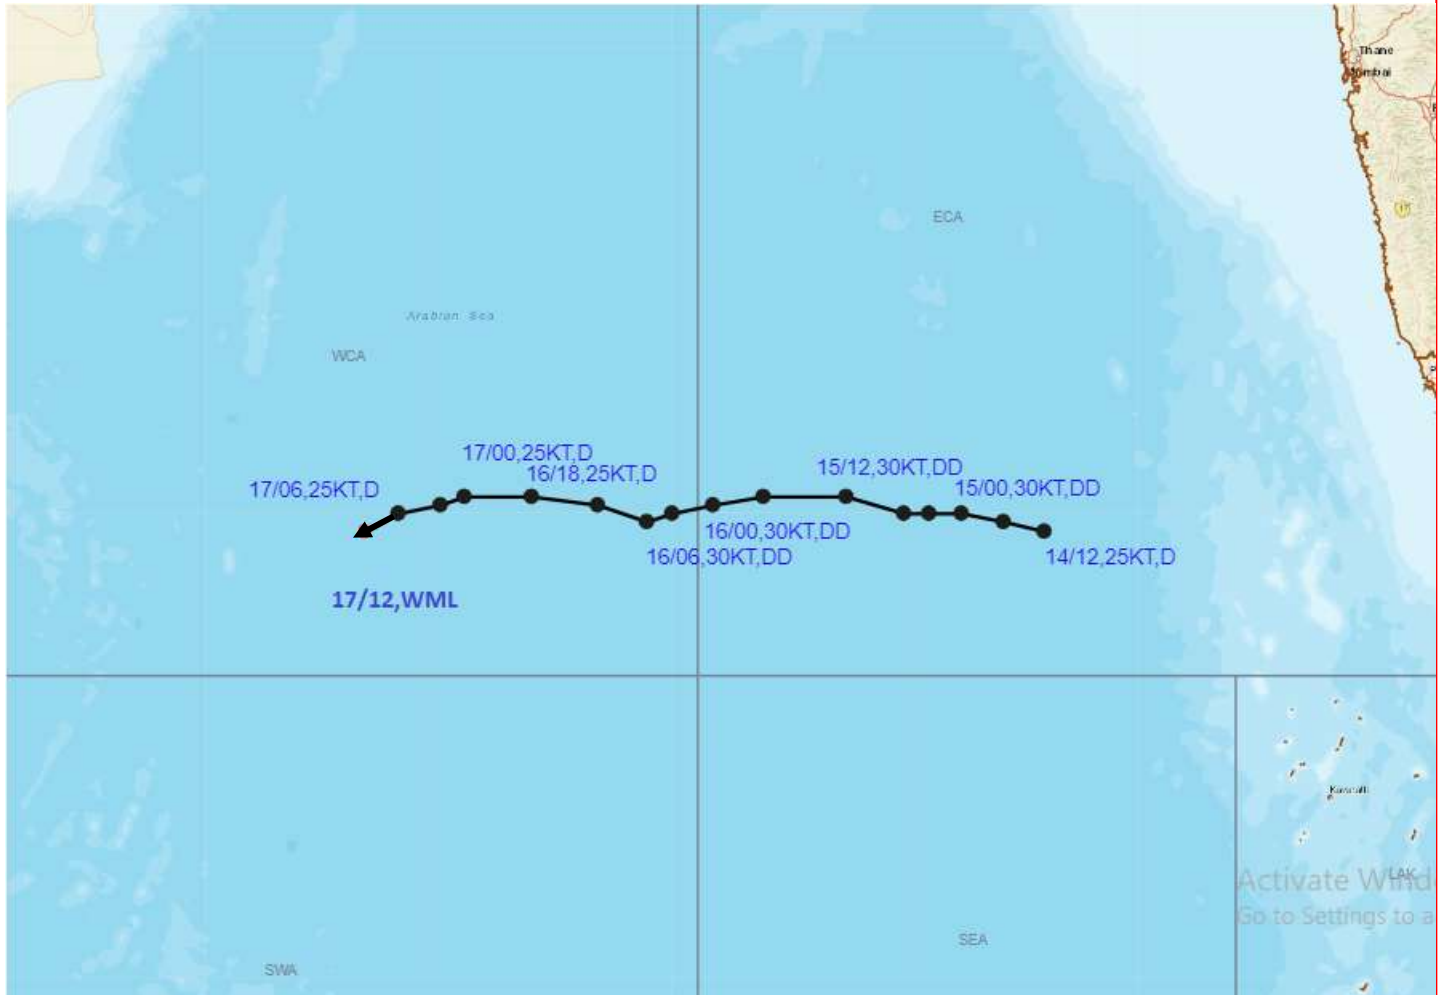 Thane
ECA
Arabian Sea
WCA
17/00,25KT,D
16/18,25KT,D
15/12,30KT,DD
17/06,25KT,D
15/00,30KT,DD
16/00,30KT,DD
16/06,30KT,DD
14/12,25KT,D
17/12,WML
LAK
Activate Wind
Go to Settings to a
SEA
SWA